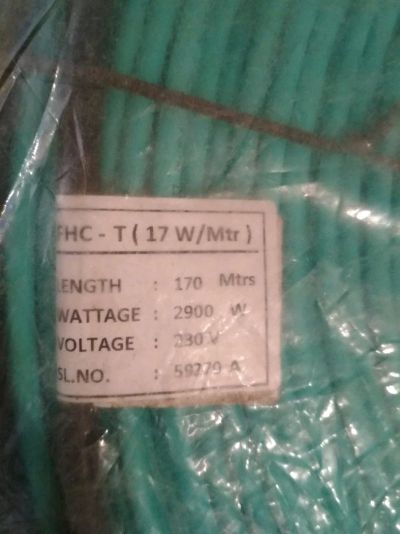 FHC - T ( 17 W/Mtr )
LENGTH : 170 Mtrs
WATTAGE : 2900 W
VOLTAGE : 230 V
SL.NO. : 59279 A